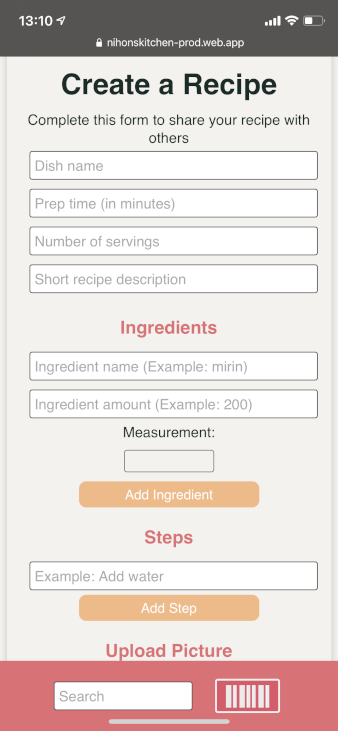 13:10
nihonskitchen-prod.web.app
Create a Recipe
Complete this form to share your recipe with
others
Dish name
Prep time (in minutes)
Number of servings
Short recipe description
Ingredients
Ingredient name (Example: mirin)
Ingredient amount (Example: 200)
Measurement:
Add Ingredient
Steps
Example: Add water
Add Step
Upload Picture
Search